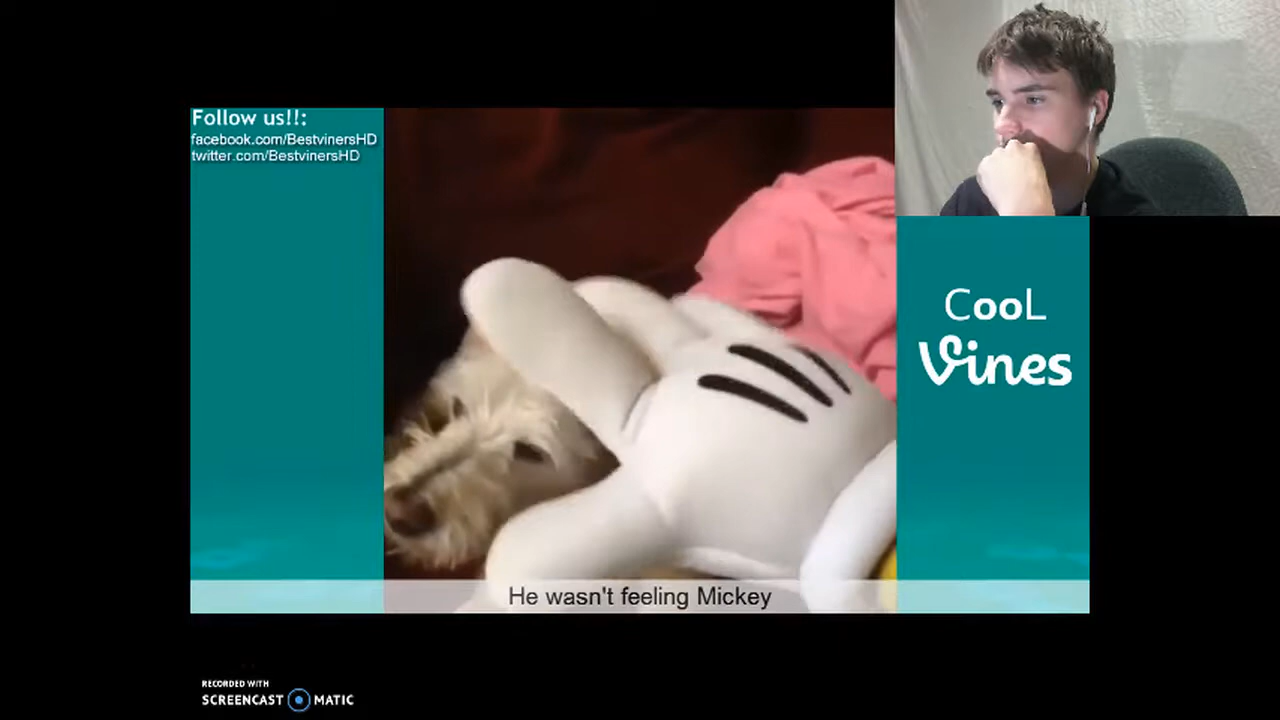 Follow us!!:
facebook.com/BestvinersHD
twitter.com/BestvinersHD
CooL
Vines
He wasn't feeling Mickey
RECORDED WITH
SCREENCAST MATIC